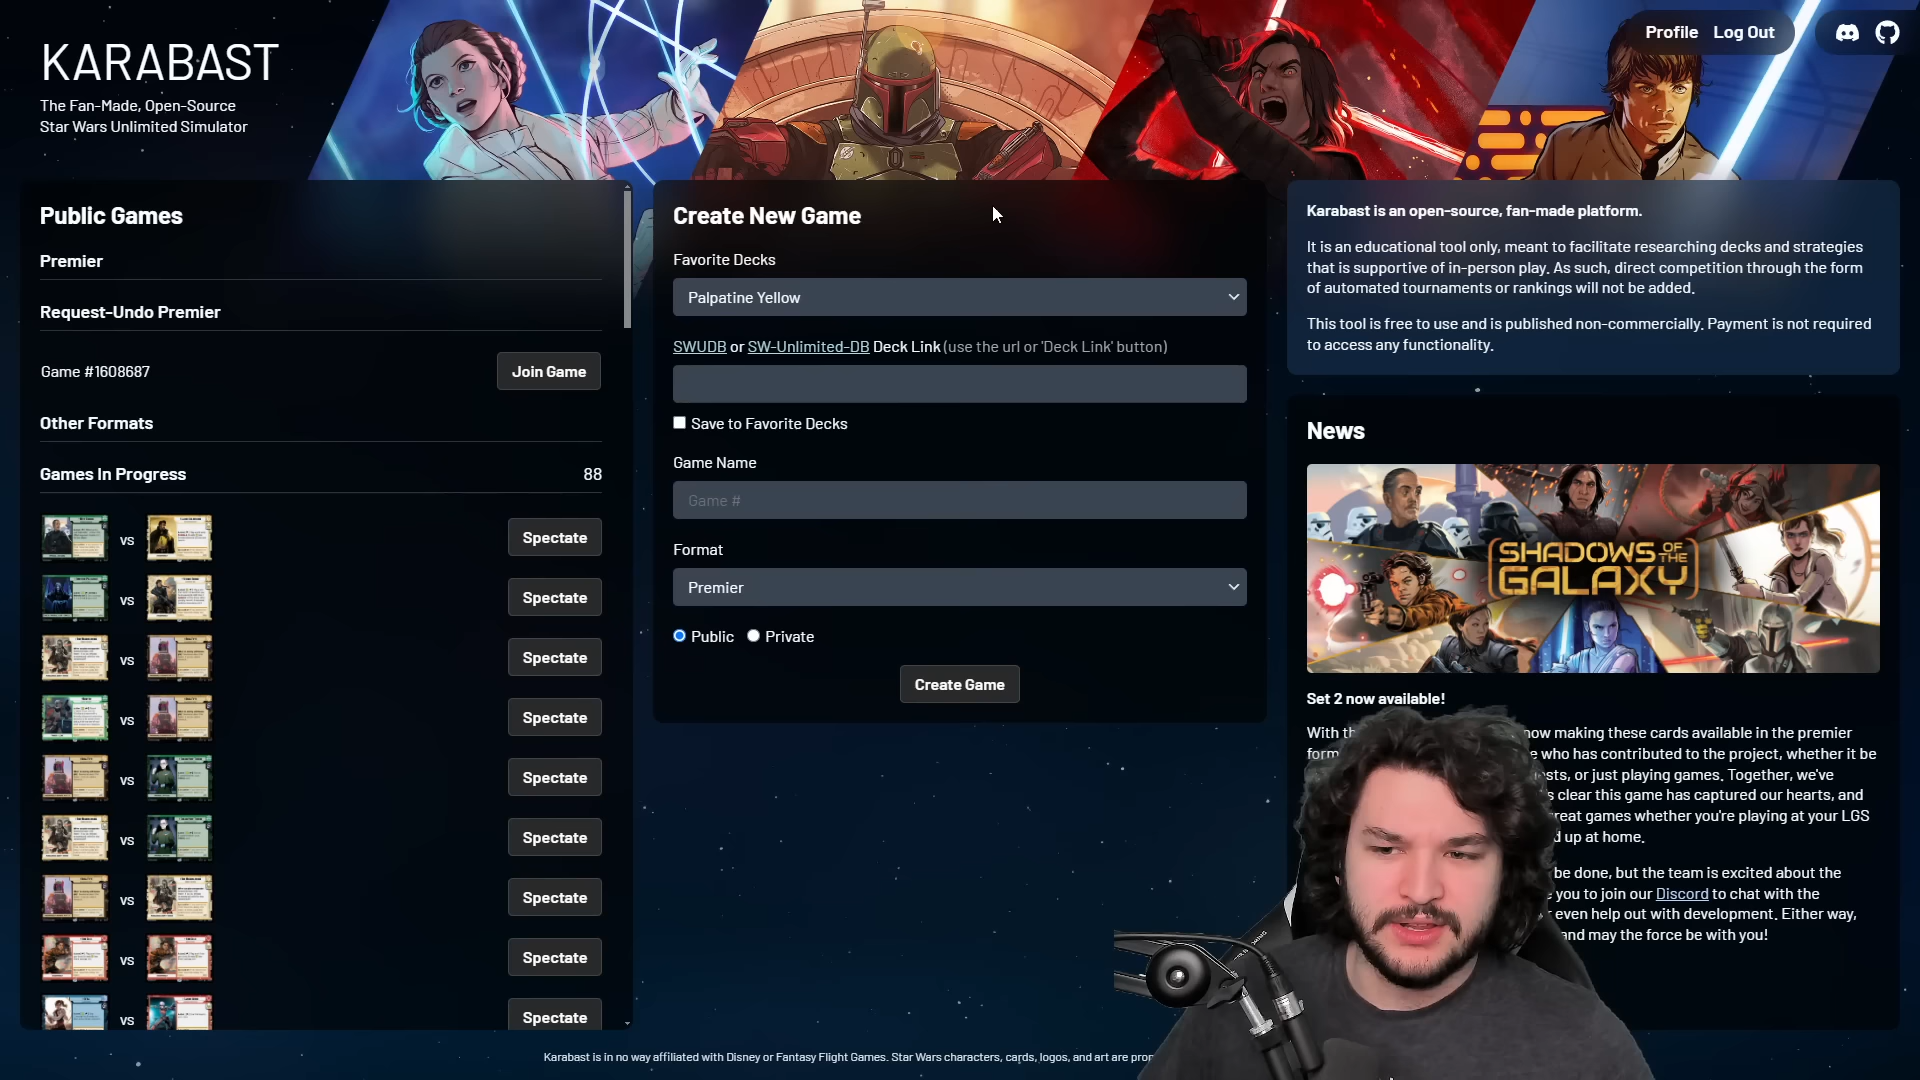 KARABAST
The Fan-Made, Open-Source
Star Wars Unlimited Simulator
Profile
Log Out
Public Games
Premier
Request-Undo Premier
Game #1608687
Join Game
Other Formats
Games In Progress
88
vs
Spectate
vs
Spectate
vs
Spectate
vs
Spectate
vs
Spectate
vs
Spectate
vs
Spectate
vs
Spectate
vs
Spectate
Create New Game
Favorite Decks
Palpatine Yellow
SWUDB or SW-Unlimited-DB Deck Link (use the url or 'Deck Link' button)
Save to Favorite Decks
Game Name
Game #
Format
Premier
Public
Private
Create Game
Karabast is an open-source, fan-made platform.
It is an educational tool only, meant to facilitate researching decks and strategies
that is supportive of in-person play. As such, direct competition through the form
of automated tournaments or rankings will not be added.
This tool is free to use and is published non-commercially. Payment is not required
to access any functionality.
News
SHADOWS OF THE
GALAXY
Set 2 now available!
With now making these cards available in the premier
who has contributed to the project, whether it be
or just playing games. Together, we've
clear this game has captured our hearts, and
games whether you're playing at your LGS
up at home.
be done, but the team is excited about the
you to join our Discord to chat with the
even help out with development. Either way,
and may the force be with you!
Karabast is in no way affiliated with Disney or Fantasy Flight Games. Star Wars characters, cards, logos, and art are